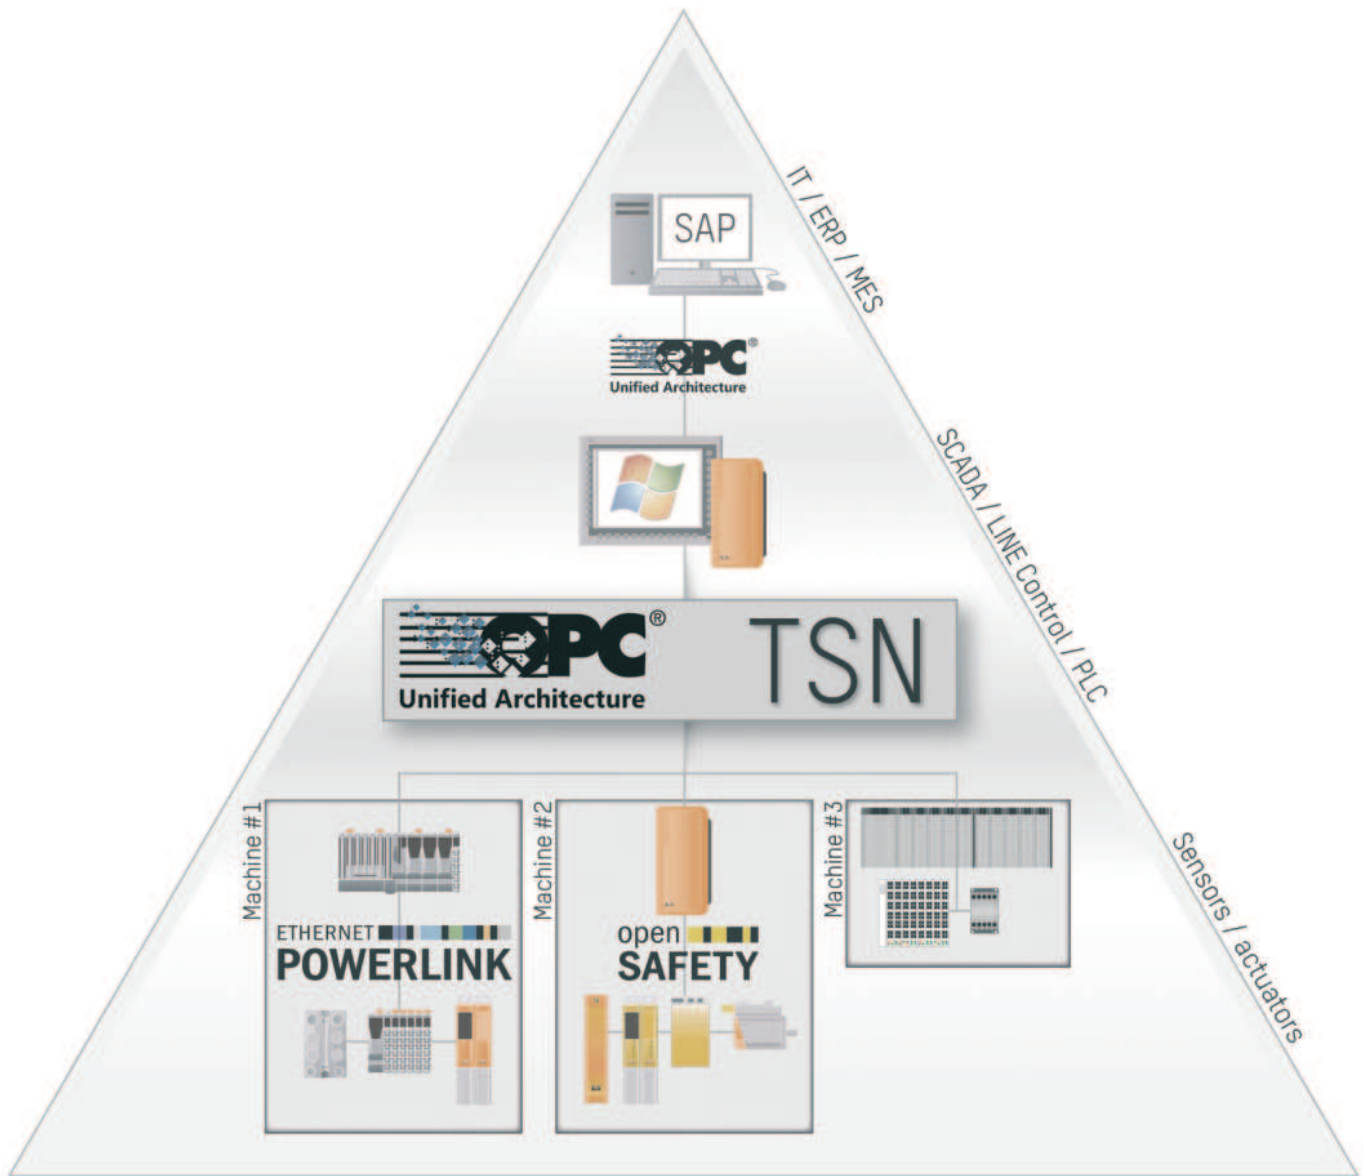 SAP
IT / ERP / MES
OPC®
Unified Architecture
SCADA / LINE Control / PLC
OPC®
Unified Architecture
TSN
Machine #1
ETHERNET
POWERLINK
Machine #2
open
SAFETY
Machine #3
Sensors / actuators